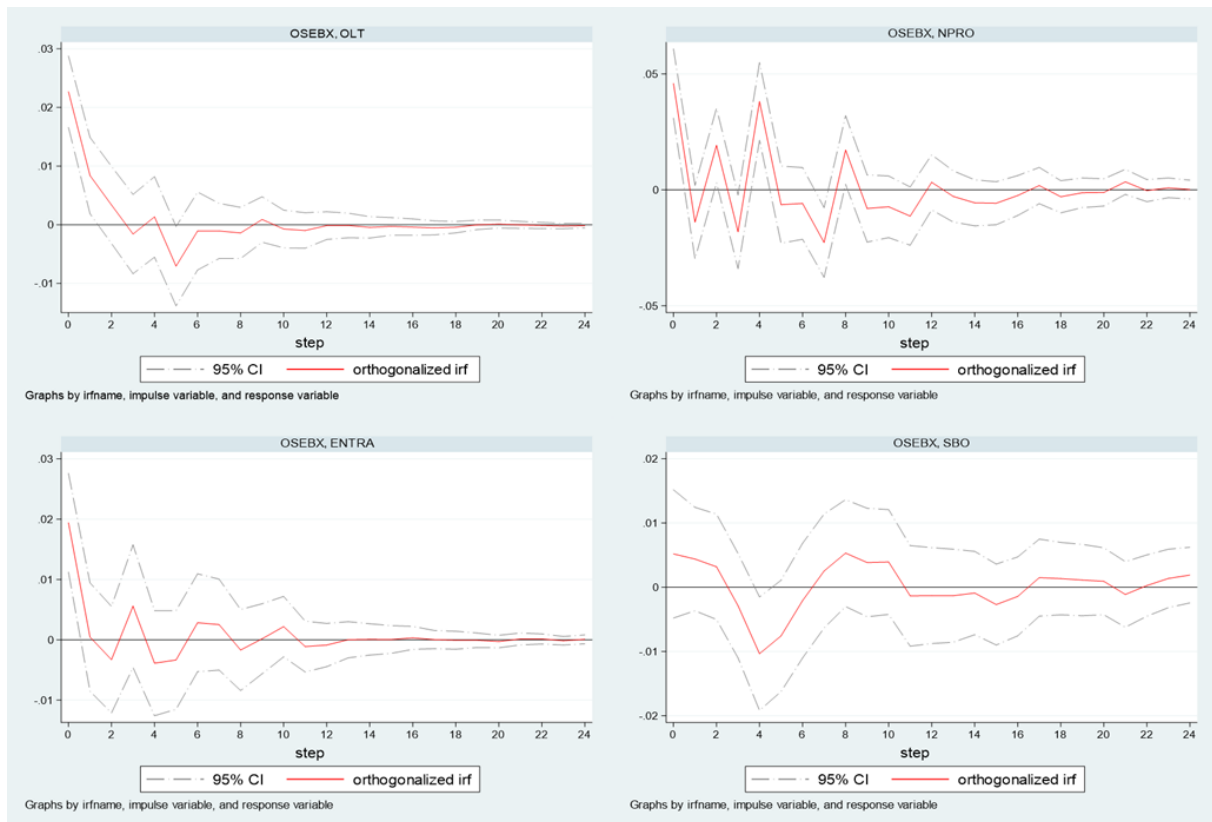 OSEBX, OLT
.03
.02
.01
0
-.01
0 2 4 6 8 10 12 14 16 18 20 22 24
step
95% CI orthogonalized irf
Graphs by irfname, impulse variable, and response variable
OSEBX, NPRO
.05
0
-.05
0 2 4 6 8 10 12 14 16 18 20 22 24
step
95% CI orthogonalized irf
Graphs by irfname, impulse variable, and response variable
OSEBX, ENTRA
.03
.02
.01
0
-.01
0 2 4 6 8 10 12 14 16 18 20 22 24
step
95% CI orthogonalized irf
Graphs by irfname, impulse variable, and response variable
OSEBX, SBO
.02
.01
0
-.01
-.02
0 2 4 6 8 10 12 14 16 18 20 22 24
step
95% CI orthogonalized irf
Graphs by irfname, impulse variable, and response variable